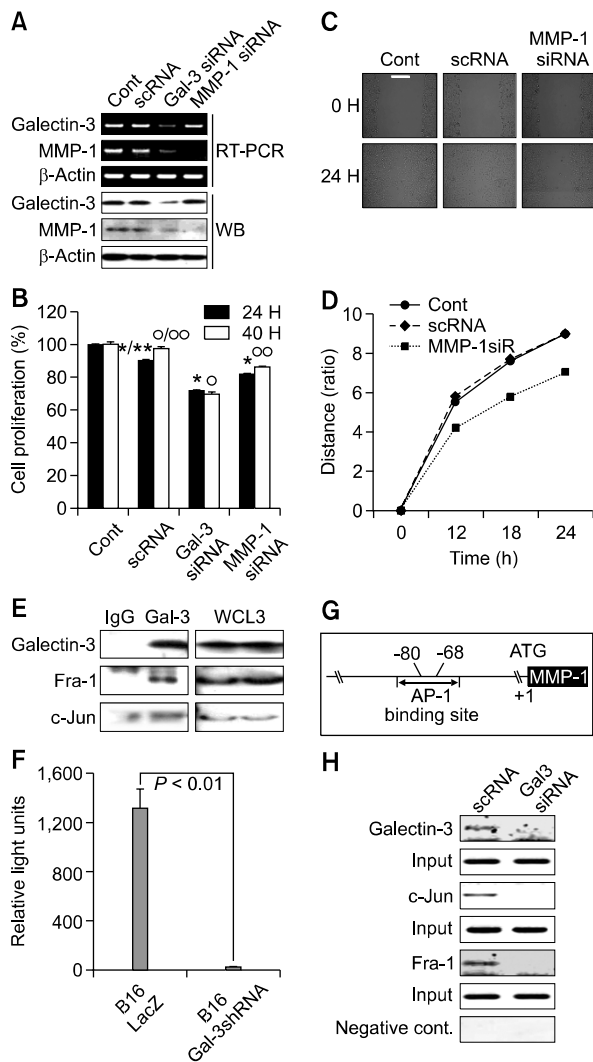 A
Cont
scRNA
Gal-3 siRNA
MMP-1 siRNA
Galectin-3
MMP-1
β-Actin
RT-PCR
Galectin-3
MMP-1
β-Actin
WB
B
24 H
40 H
Cell proliferation (%)
120
100
80
60
40
20
0
*/**
○/○○
*
○
*
○○
Cont
scRNA
Gal-3
siRNA
MMP-1
siRNA
C
Cont
scRNA
MMP-1
siRNA
0 H
24 H
D
Cont
scRNA
MMP-1siR
Distance (ratio)
10
8
6
4
2
0
0
12
18
24
Time (h)
E
IgG
Gal-3
WCL3
Galectin-3
Fra-1
c-Jun
F
Relative light units
1,600
1,200
800
400
0
P < 0.01
B16
LacZ
B16
Gal-3shRNA
G
-80
-68
ATG
MMP-1
+1
AP-1
binding site
H
scRNA
Gal3
siRNA
Galectin-3
Input
c-Jun
Input
Fra-1
Input
Negative cont.